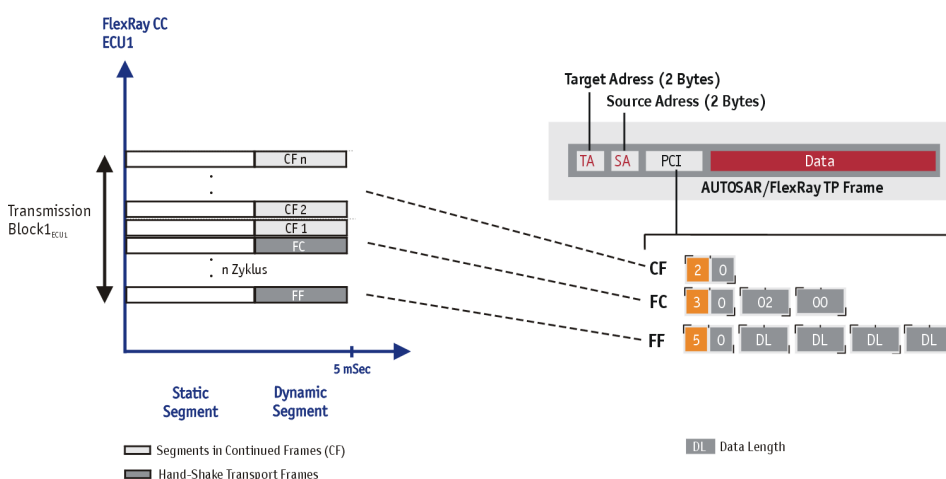 FlexRay CC
ECU1
Target Adress (2 Bytes)
Source Adress (2 Bytes)
TA SA PCI Data
AUTOSAR/FlexRay TP Frame
Transmission
Block1ECU1
CF n
CF 2
CF 1
FC
n Zyklus
FF
CF 2 0
FC 3 0 02 00
FF 5 0 DL DL DL DL
5 mSec
Static
Segment
Dynamic
Segment
Segments in Continued Frames (CF)
Hand-Shake Transport Frames
DL Data Length